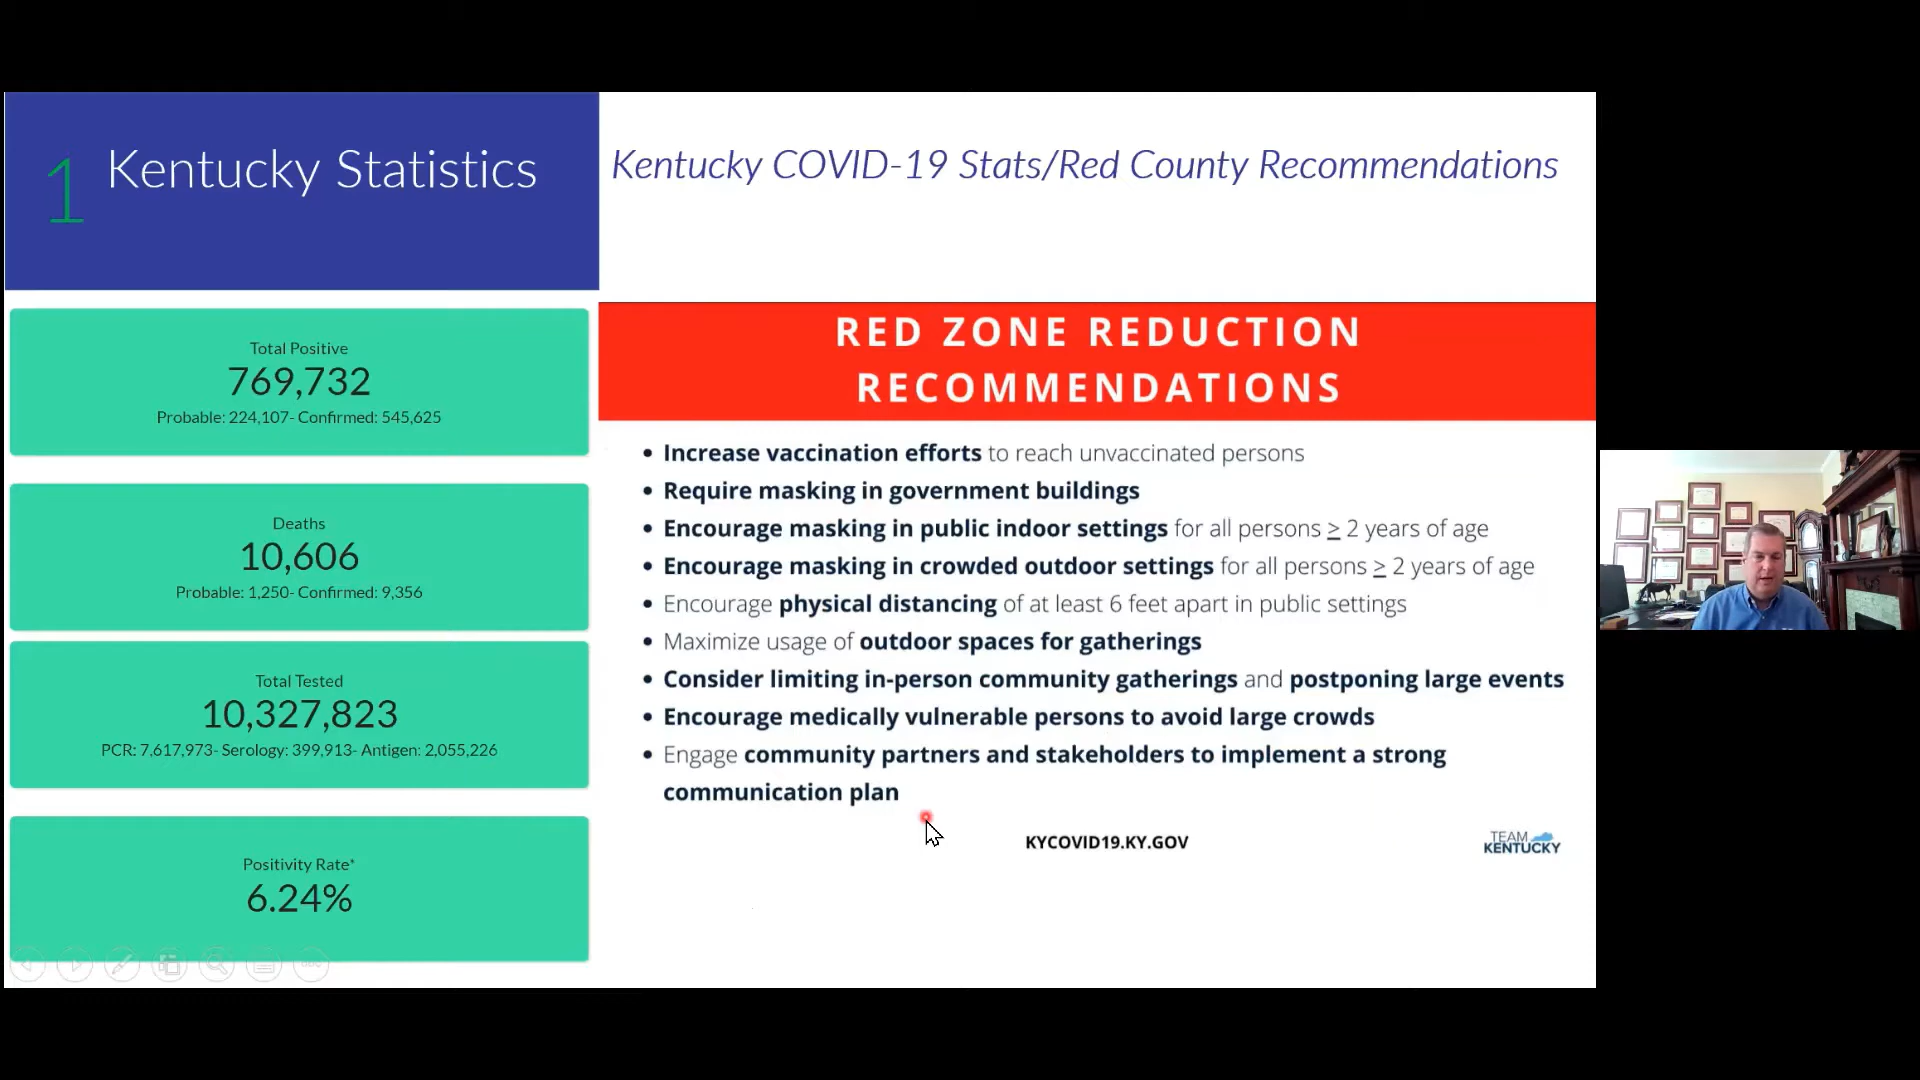 1 Kentucky Statistics
Kentucky COVID-19 Stats/Red County Recommendations
Total Positive
769,732
Probable: 224,107- Confirmed: 545,625
Deaths
10,606
Probable: 1,250- Confirmed: 9,356
Total Tested
10,327,823
PCR: 7,617,973- Serology: 399,913- Antigen: 2,055,226
Positivity Rate*
6.24%
RED ZONE REDUCTION
RECOMMENDATIONS
• Increase vaccination efforts to reach unvaccinated persons
• Require masking in government buildings
• Encourage masking in public indoor settings for all persons ≥ 2 years of age
• Encourage masking in crowded outdoor settings for all persons ≥ 2 years of age
• Encourage physical distancing of at least 6 feet apart in public settings
• Maximize usage of outdoor spaces for gatherings
• Consider limiting in-person community gatherings and postponing large events
• Encourage medically vulnerable persons to avoid large crowds
• Engage community partners and stakeholders to implement a strong
communication plan
KYCOVID19.KY.GOV
TEAM
KENTUCKY